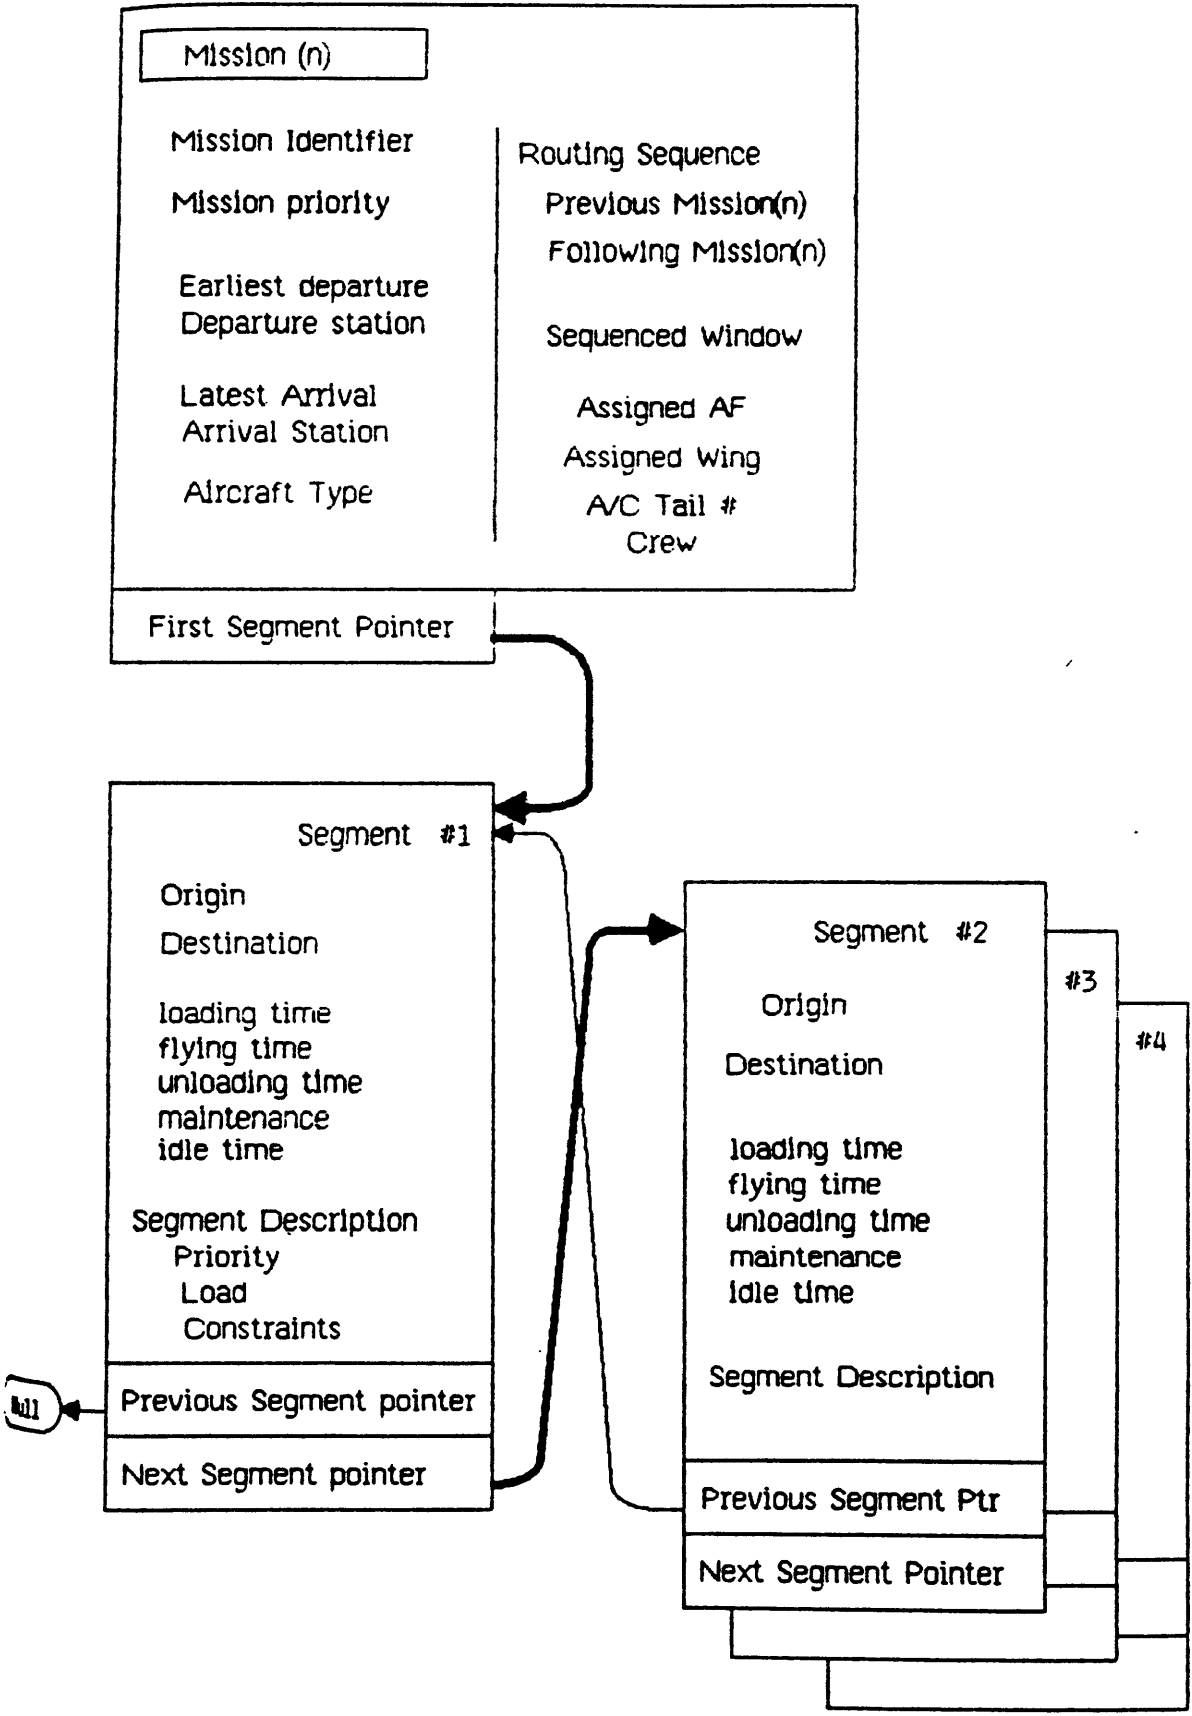 Mission (n)
Mission Identifier
Mission priority
Earliest departure
Departure station
Latest Arrival
Arrival Station
Aircraft Type
Routing Sequence
Previous Mission(n)
Following Mission(n)
Sequenced Window
Assigned AF
Assigned Wing
A/C Tail #
Crew
First Segment Pointer
Segment #1
Origin
Destination
loading time
flying time
unloading time
maintenance
idle time
Segment Description
Priority
Load
Constraints
Previous Segment pointer
Next Segment pointer
Null
Segment #2
Origin
Destination
loading time
flying time
unloading time
maintenance
idle time
Segment Description
Previous Segment Ptr
Next Segment Pointer
#3
#4